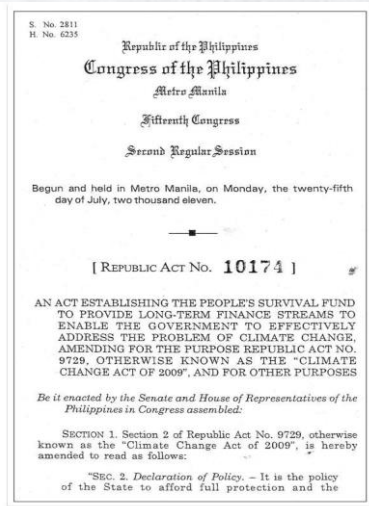 S. No. 2811
H. No. 6235
Republic of the Philippines
Congress of the Philippines
Metro Manila
Fifteenth Congress
Second Regular Session
Begun and held in Metro Manila, on Monday, the twenty-fifth
day of July, two thousand eleven.
[ REPUBLIC ACT NO. 10174 ]
AN ACT ESTABLISHING THE PEOPLE'S SURVIVAL FUND
TO PROVIDE LONG-TERM FINANCE STREAMS TO
ENABLE THE GOVERNMENT TO EFFECTIVELY
ADDRESS THE PROBLEM OF CLIMATE CHANGE,
AMENDING FOR THE PURPOSE REPUBLIC ACT NO.
9729, OTHERWISE KNOWN AS THE "CLIMATE
CHANGE ACT OF 2009", AND FOR OTHER PURPOSES
Be it enacted by the Senate and House of Representatives of the
Philippines in Congress assembled:
SECTION 1. Section 2 of Republic Act No. 9729, otherwise
known as the "Climate Change Act of 2009", is hereby
amended to read as follows:
"SEC. 2. Declaration of Policy. – It is the policy
of the State to afford full protection and the